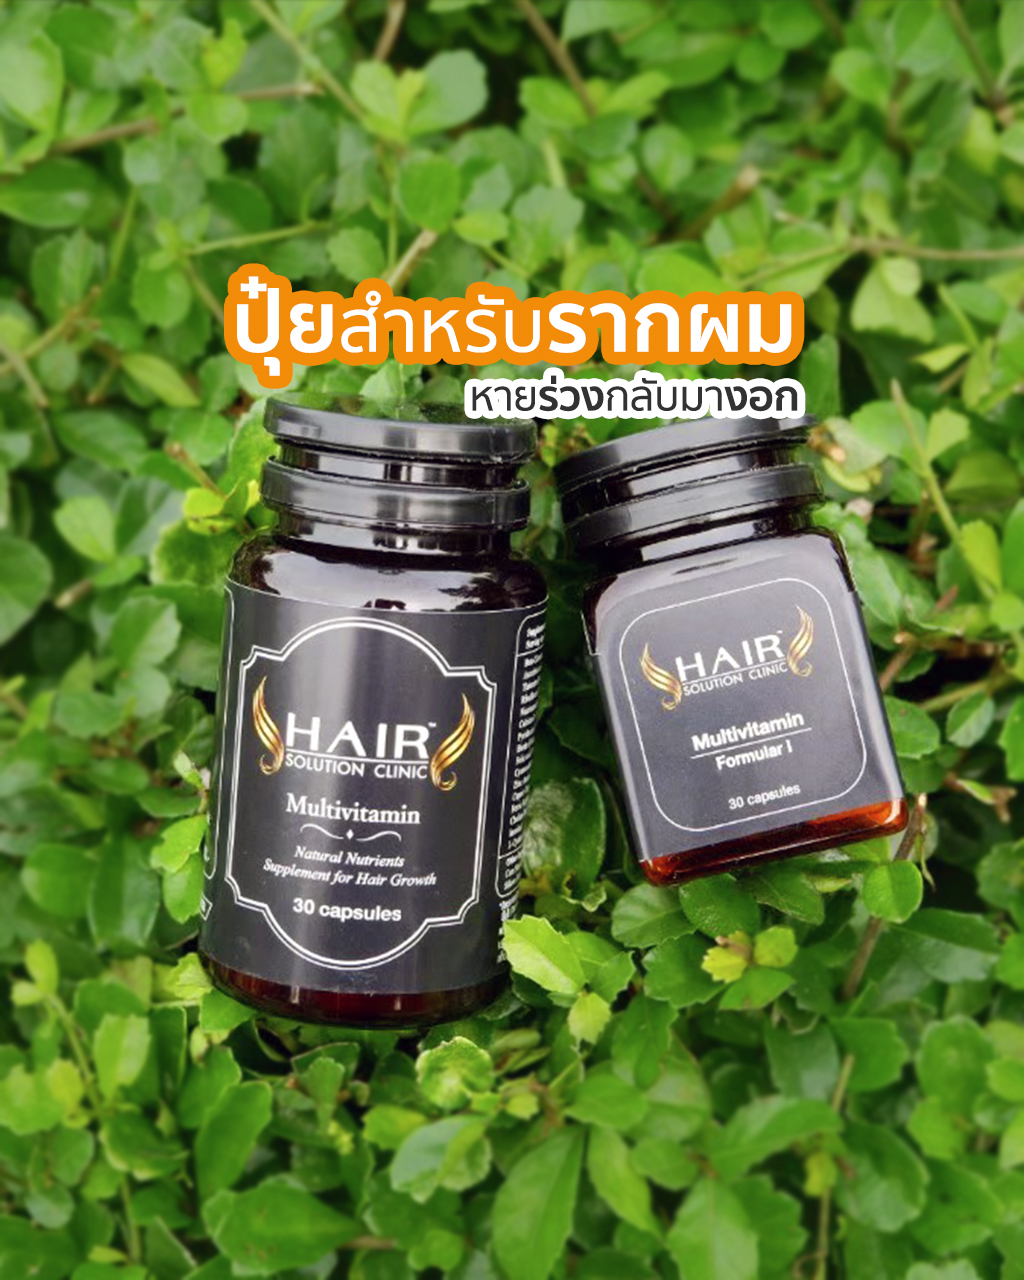 ปุ๋ยสำหรับรากผม
หายร่วงกลับมางอก
HAIR™
SOLUTION CLINIC
Multivitamin
Natural Nutrients
Supplement for Hair Growth
30 capsules
HAIR™
SOLUTION CLINIC
Multivitamin
Formular I
30 capsules